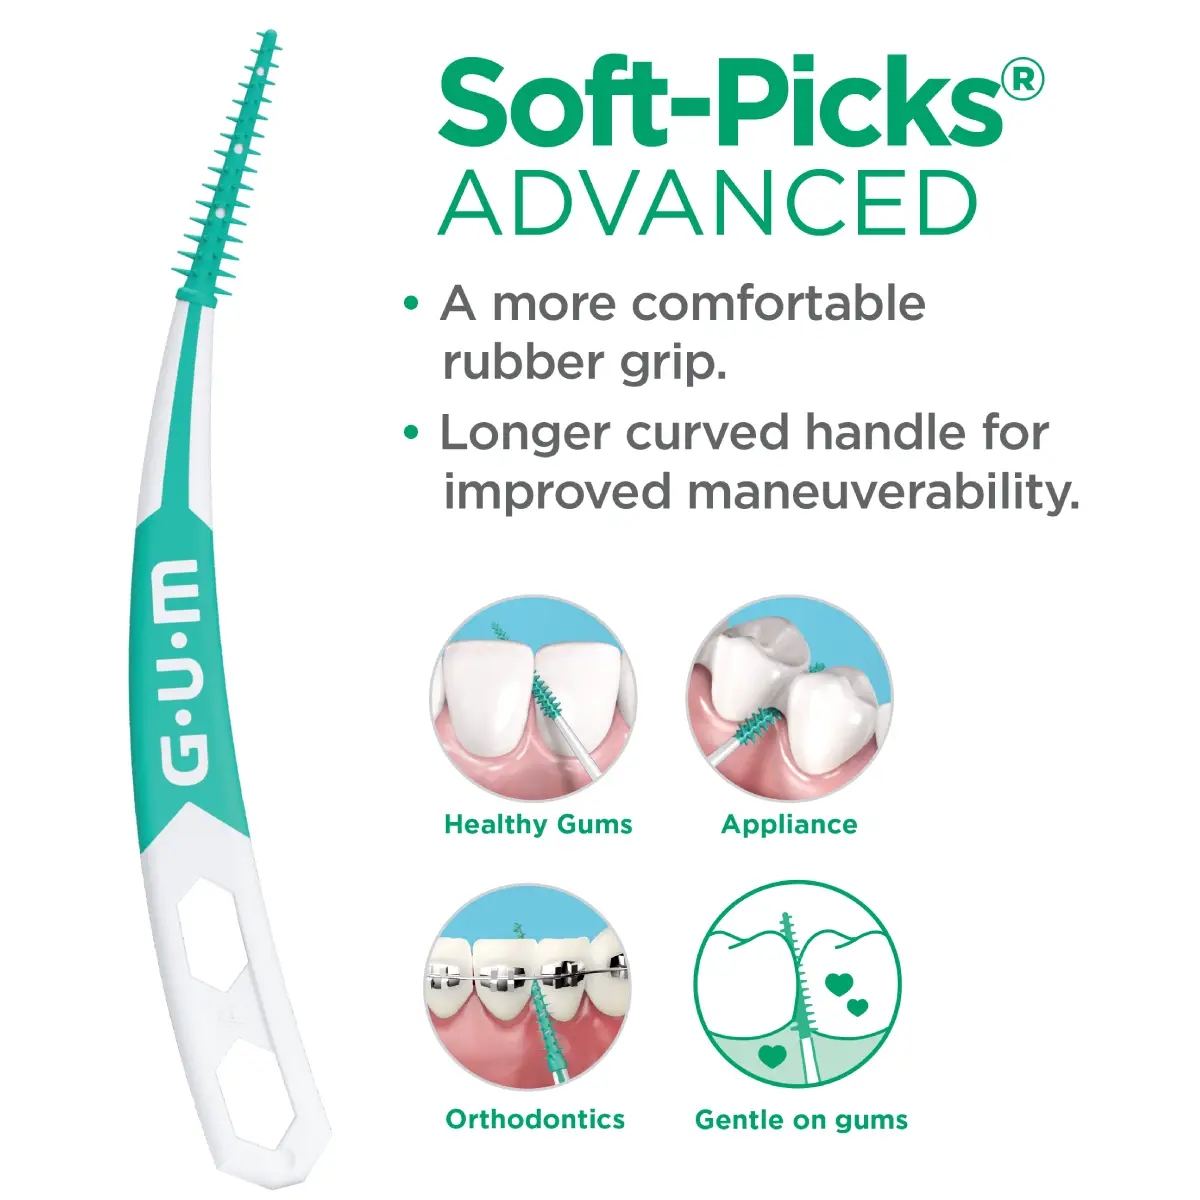 Soft-Picks®
ADVANCED
• A more comfortable
rubber grip.
• Longer curved handle for
improved maneuverability.
G·U·M
Healthy Gums
Appliance
Orthodontics
Gentle on gums